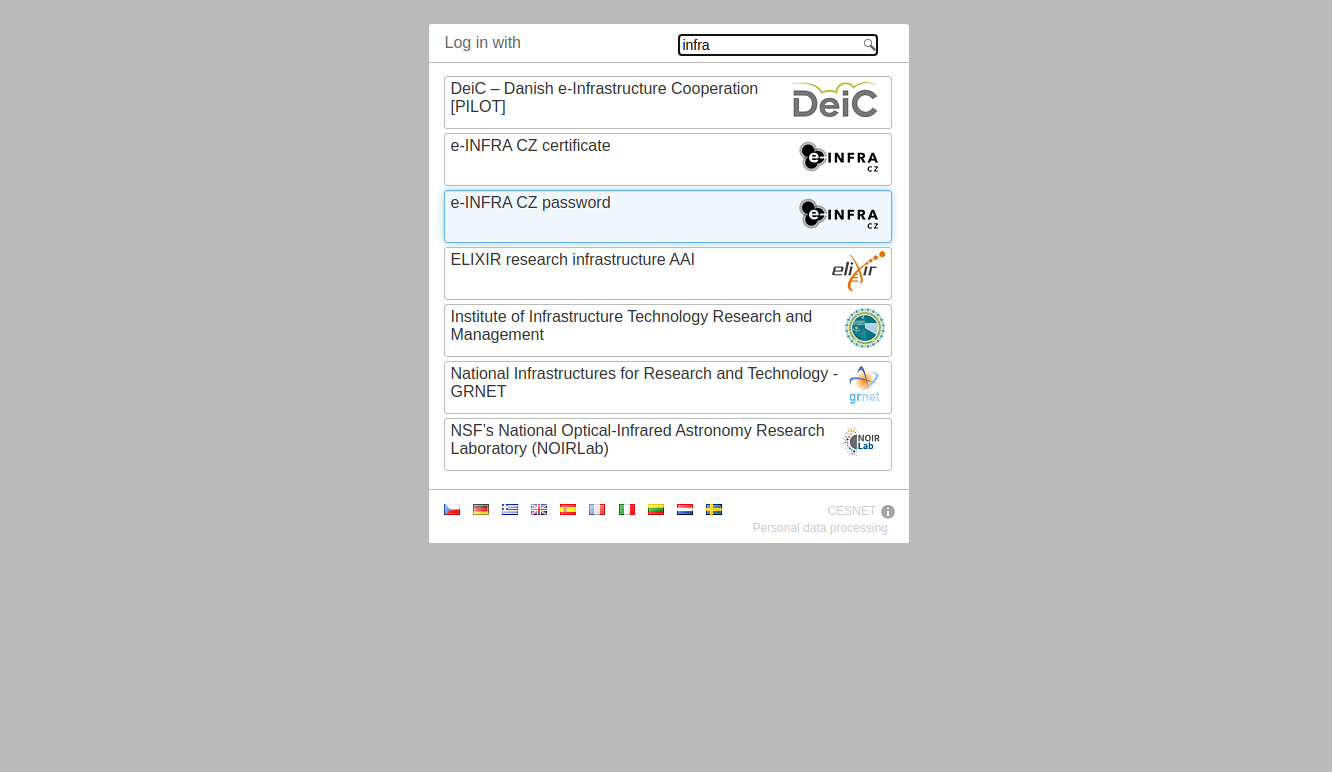 Log in with
infra
DeiC – Danish e-Infrastructure Cooperation
[PILOT]
DeiC
e-INFRA CZ certificate
e-INFRA
CZ
e-INFRA CZ password
e-INFRA
CZ
ELIXIR research infrastructure AAI
elixir
Institute of Infrastructure Technology Research and
Management
National Infrastructures for Research and Technology -
GRNET
grnet
NSF’s National Optical-Infrared Astronomy Research
Laboratory (NOIRLab)
NOIR
Lab
CESNET
Personal data processing